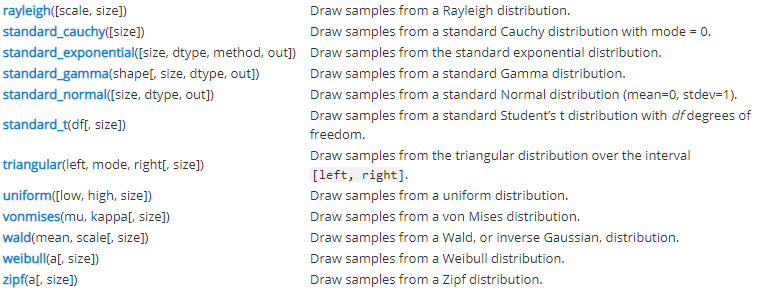 rayleigh([scale, size]) Draw samples from a Rayleigh distribution.
standard_cauchy([size]) Draw samples from a standard Cauchy distribution with mode = 0.
standard_exponential([size, dtype, method, out]) Draw samples from the standard exponential distribution.
standard_gamma(shape[, size, dtype, out]) Draw samples from a standard Gamma distribution.
standard_normal([size, dtype, out]) Draw samples from a standard Normal distribution (mean=0, stdev=1).
standard_t(df[, size]) Draw samples from a standard Student’s t distribution with df degrees of
freedom.
triangular(left, mode, right[, size]) Draw samples from the triangular distribution over the interval
[left, right].
uniform([low, high, size]) Draw samples from a uniform distribution.
vonmises(mu, kappa[, size]) Draw samples from a von Mises distribution.
wald(mean, scale[, size]) Draw samples from a Wald, or inverse Gaussian, distribution.
weibull(a[, size]) Draw samples from a Weibull distribution.
zipf(a[, size]) Draw samples from a Zipf distribution.